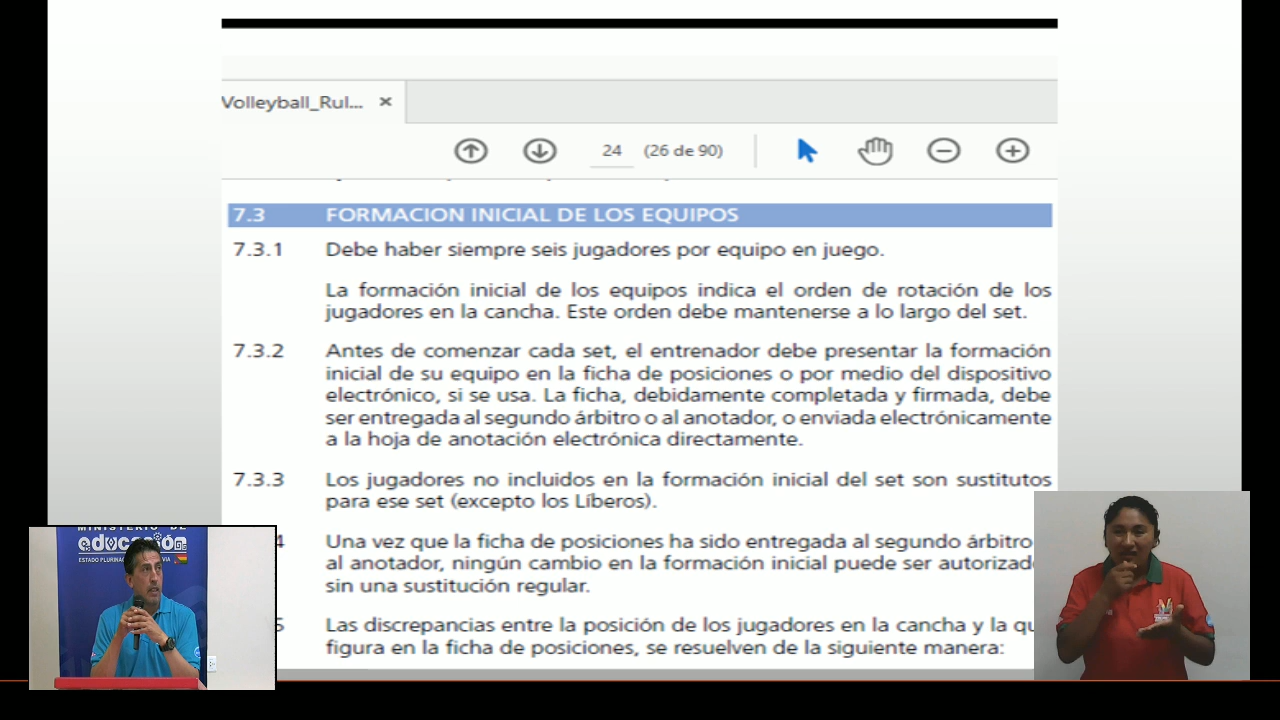 Volleyball_Rul...
24 (26 de 90)
7.3 FORMACION INICIAL DE LOS EQUIPOS
7.3.1 Debe haber siempre seis jugadores por equipo en juego.
La formación inicial de los equipos indica el orden de rotación de los
jugadores en la cancha. Este orden debe mantenerse a lo largo del set.
7.3.2 Antes de comenzar cada set, el entrenador debe presentar la formación
inicial de su equipo en la ficha de posiciones o por medio del dispositivo
electrónico, si se usa. La ficha, debidamente completada y firmada, debe
ser entregada al segundo árbitro o al anotador, o enviada electrónicamente
a la hoja de anotación electrónica directamente.
7.3.3 Los jugadores no incluidos en la formación inicial del set son sustitutos
para ese set (excepto los Líberos).
4 Una vez que la ficha de posiciones ha sido entregada al segundo árbitro
al anotador, ningún cambio en la formación inicial puede ser autorizad
sin una sustitución regular.
5 Las discrepancias entre la posición de los jugadores en la cancha y la qu
figura en la ficha de posiciones, se resuelven de la siguiente manera:
MINISTERIO DE
educación
ESTADO PLURINAC